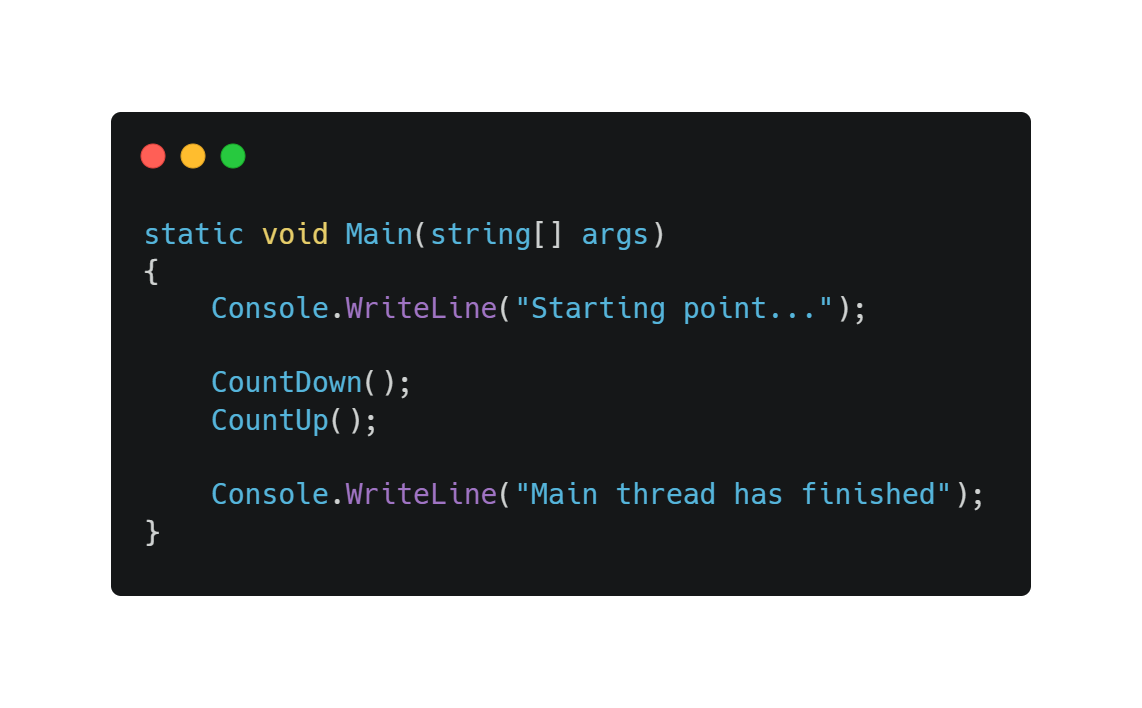 static void Main(string[] args)
{
    Console.WriteLine("Starting point...");
    CountDown();
    CountUp();
    Console.WriteLine("Main thread has finished");
}